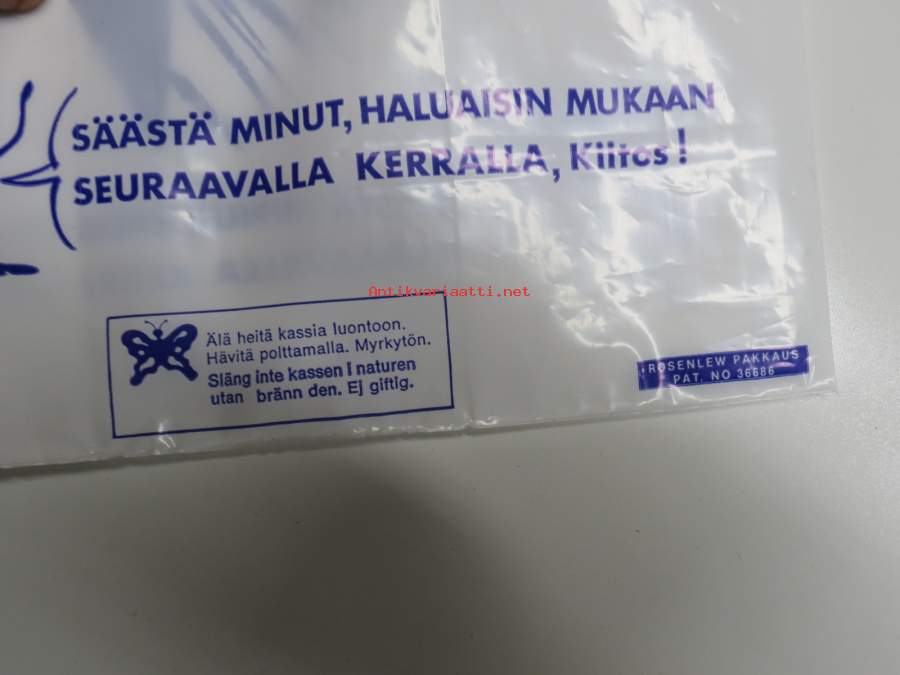 SÄÄSTÄ MINUT, HALUAISIN MUKAAN
SEURAAVALLA KERRALLA, Kiitos!
Antikvariaatti.net
Älä heitä kassia luontoon.
Hävitä polttamalla. Myrkytön.
Släng inte kassen i naturen
utan bränn den. Ej giftig.
ROSENLEW PAKKAUS
PAT. NO 36686